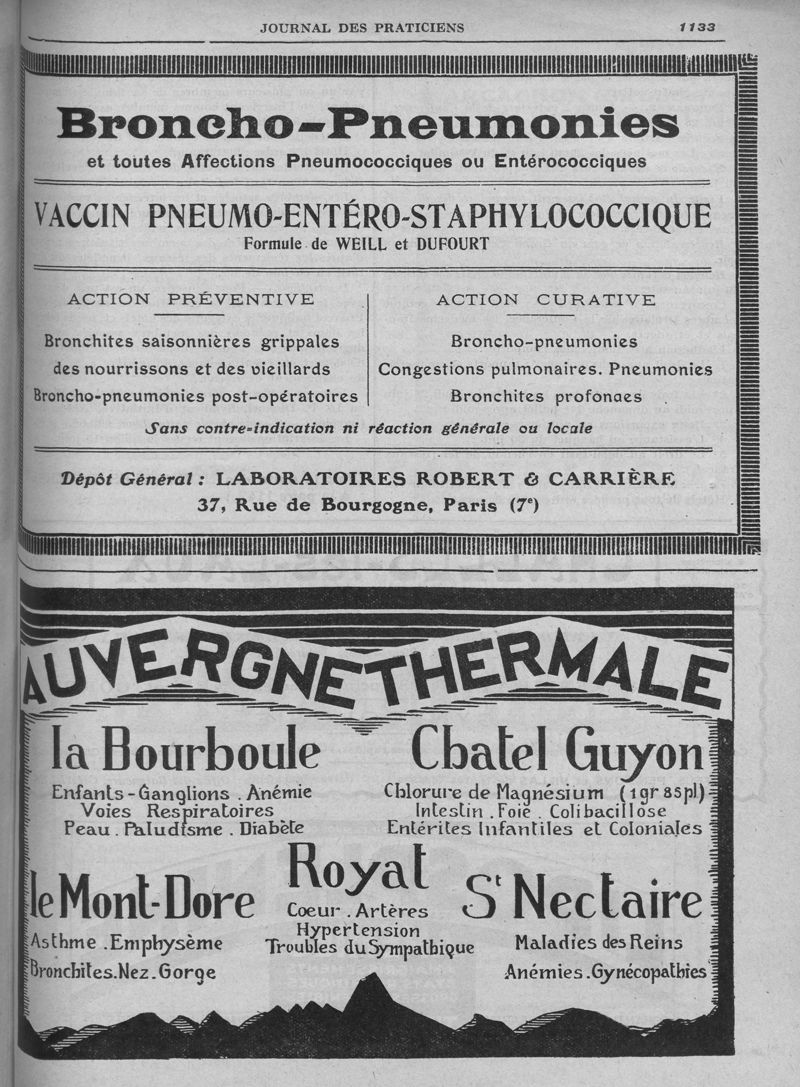 JOURNAL DES PRATICIENS 1133
Broncho-Pneumonies
et toutes Affections Pneumococciques ou Entérococciques
VACCIN PNEUMO-ENTÉRO-STAPHYLOCOCCIQUE
Formule de WEILL et DUFOURT
ACTION PRÉVENTIVE
Bronchites saisonnières grippales
des nourrissons et des vieillards
Broncho-pneumonies post-opératoires
ACTION CURATIVE
Broncho-pneumonies
Congestions pulmonaires. Pneumonies
Bronchites profondes
Sans contre-indication ni réaction générale ou locale
Dépôt Général : LABORATOIRES ROBERT & CARRIÈRE
37, Rue de Bourgogne, Paris (7e)
AUVERGNE THERMALE
la Bourboule
Enfants - Ganglions . Anémie
Voies Respiratoires
Peau . Paludisme . Diabète
Chatel Guyon
Chlorure de Magnésium (1gr 85 pl)
Intestin . Foie . Colibacillose
Entérites Infantiles et Coloniales
le Mont-Dore
Asthme . Emphysème
Bronchites . Nez . Gorge
Royat
Coeur . Artères
Hypertension
Troubles du Sympathique
St Nectaire
Maladies des Reins
Anémies . Gynécopathies